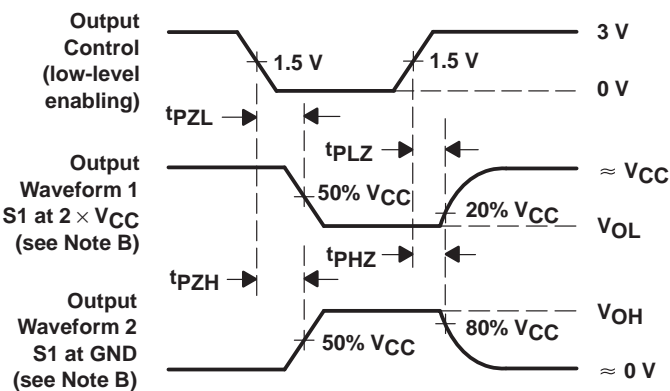 Output
Control
(low-level
enabling)
1.5 V
1.5 V
3 V
0 V
tPZL
tPLZ
Output
Waveform 1
S1 at 2 × VCC
(see Note B)
50% VCC
20% VCC
≈ VCC
VOL
tPZH
tPHZ
Output
Waveform 2
S1 at GND
(see Note B)
50% VCC
80% VCC
VOH
≈ 0 V